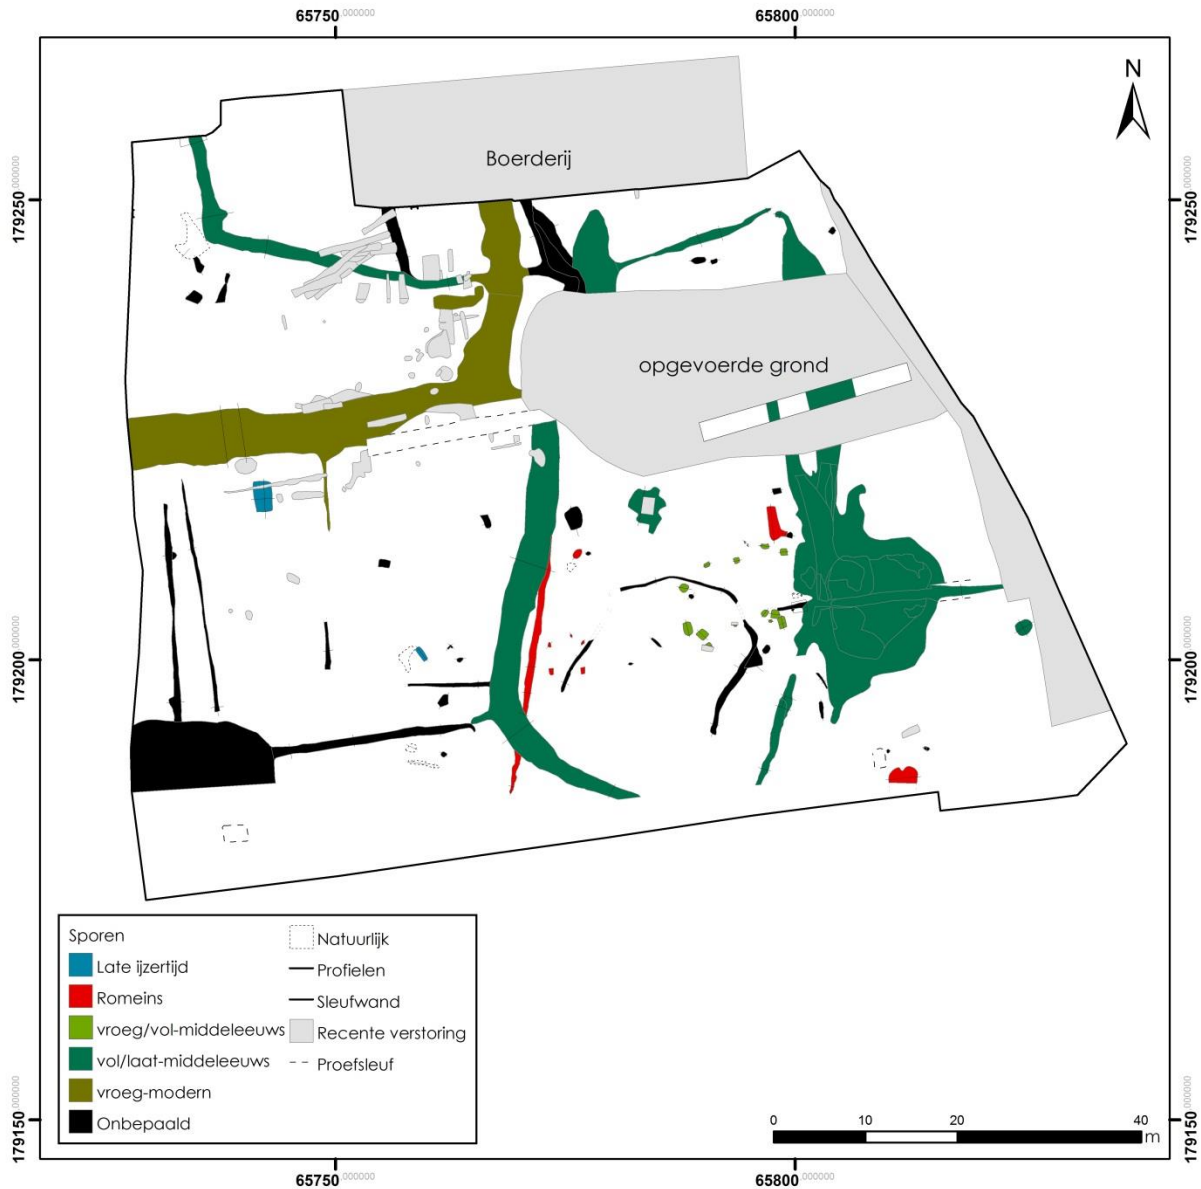 65750.000000
65800.000000
N
Boerderij
179250.000000
179250.000000
opgevoerde grond
179200.000000
179200.000000
Sporen
Late ijzertijd
Romeins
vroeg/vol-middeleeuws
vol/laat-middeleeuws
vroeg-modern
Onbepaald
Natuurlijk
Profielen
Sleufwand
Recente verstoring
Proefsleuf
179150.000000
179150.000000
0 10 20 40
m
65750.000000
65800.000000